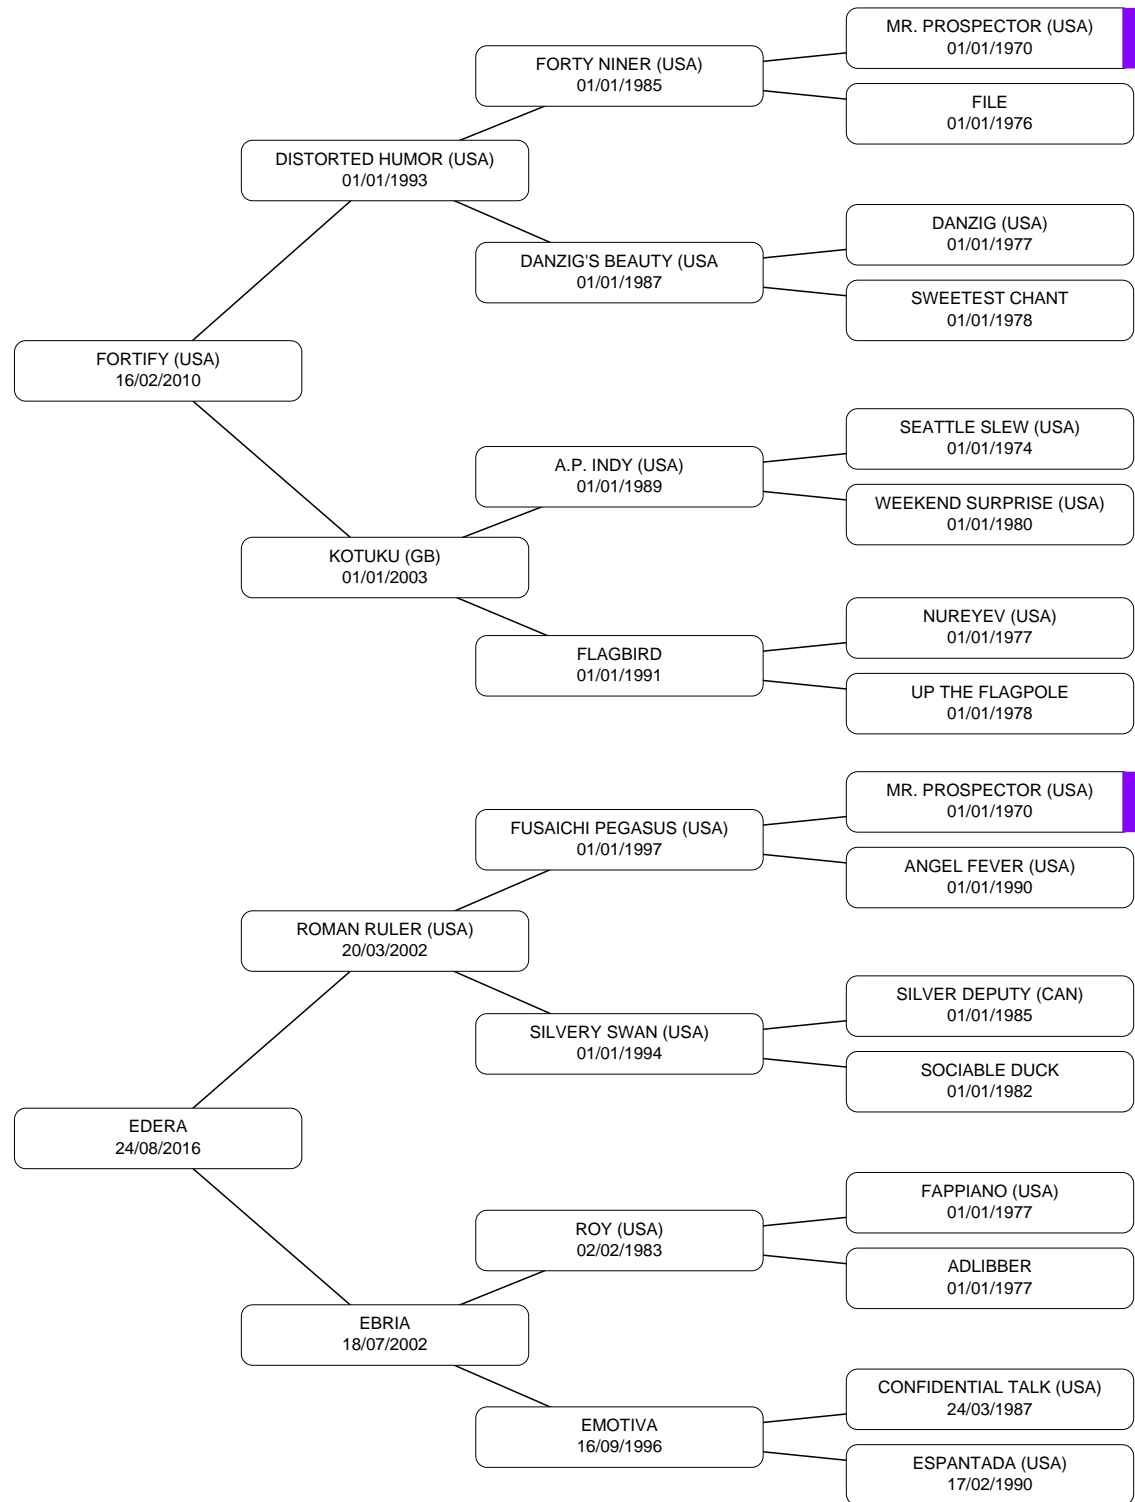 MR. PROSPECTOR (USA)
01/01/1970
FORTY NINER (USA)
01/01/1985
FILE
01/01/1976
DISTORTED HUMOR (USA)
01/01/1993
DANZIG (USA)
01/01/1977
DANZIG'S BEAUTY (USA
01/01/1987
SWEETEST CHANT
01/01/1978
FORTIFY (USA)
16/02/2010
SEATTLE SLEW (USA)
01/01/1974
A.P. INDY (USA)
01/01/1989
WEEKEND SURPRISE (USA)
01/01/1980
KOTUKU (GB)
01/01/2003
NUREYEV (USA)
01/01/1977
FLAGBIRD
01/01/1991
UP THE FLAGPOLE
01/01/1978
MR. PROSPECTOR (USA)
01/01/1970
FUSAICHI PEGASUS (USA)
01/01/1997
ANGEL FEVER (USA)
01/01/1990
ROMAN RULER (USA)
20/03/2002
SILVER DEPUTY (CAN)
01/01/1985
SILVERY SWAN (USA)
01/01/1994
SOCIABLE DUCK
01/01/1982
EDERA
24/08/2016
FAPPIANO (USA)
01/01/1977
ROY (USA)
02/02/1983
ADLIBBER
01/01/1977
EBRIA
18/07/2002
CONFIDENTIAL TALK (USA)
24/03/1987
EMOTIVA
16/09/1996
ESPANTADA (USA)
17/02/1990